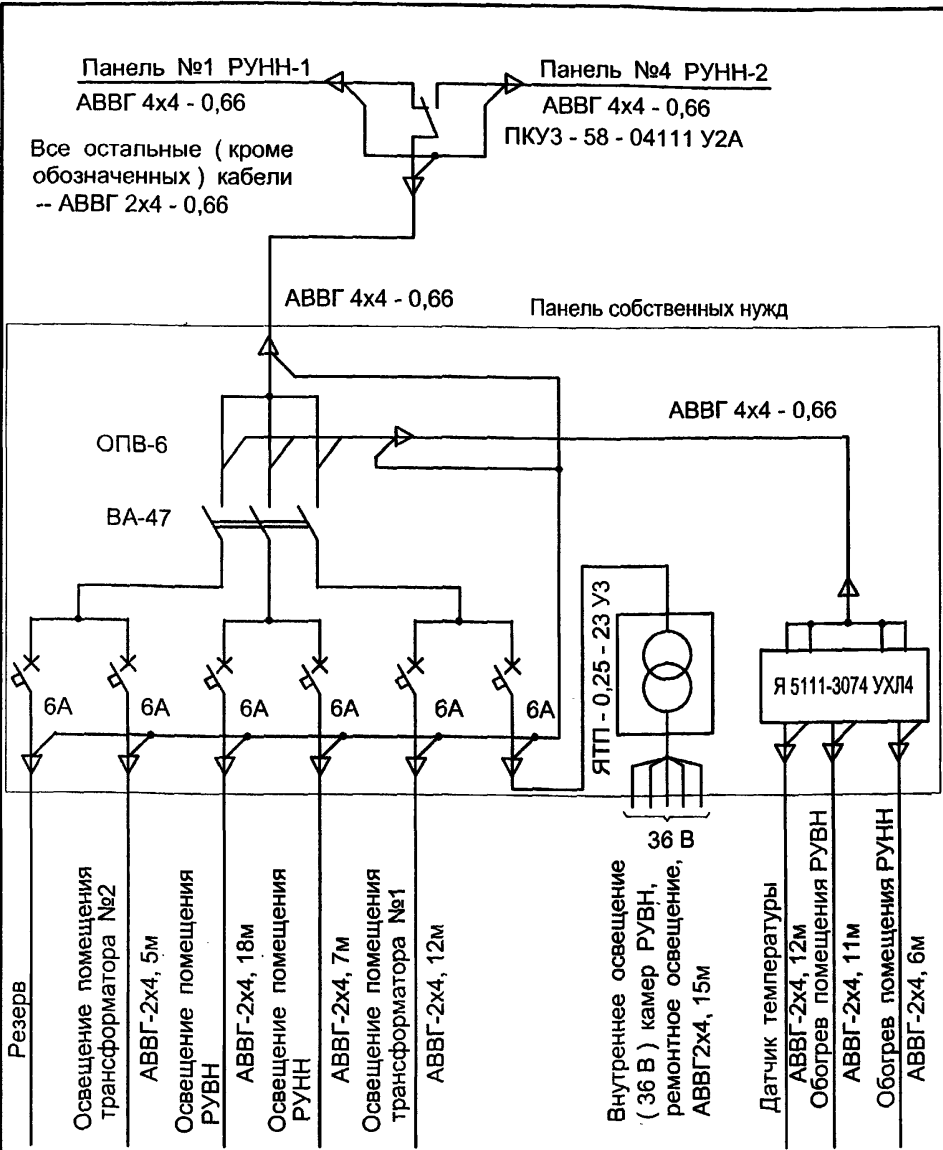 Панель №1 РУНН-1
АВВГ 4х4 - 0,66
Панель №4 РУНН-2
АВВГ 4х4 - 0,66
ПКУЗ - 58 - 04111 У2А
Все остальные ( кроме
обозначенных ) кабели
-- АВВГ 2х4 - 0,66
АВВГ 4х4 - 0,66
Панель собственных нужд
АВВГ 4х4 - 0,66
ОПВ-6
ВА-47
ЯТП - 0,25 - 23 УЗ
Я 5111-3074 УХЛ4
6А
6А
6А
6А
6А
6А
36 В
Резерв
Освещение помещения
трансформатора №2
АВВГ-2х4, 5м
Освещение помещения
РУВН
АВВГ-2х4, 18м
Освещение помещения
РУНН
АВВГ-2х4, 7м
Освещение помещения
трансформатора №1
АВВГ-2х4, 12м
Внутреннее освещение
( 36 В ) камер РУВН,
ремонтное освещение,
АВВГ2х4, 15м
Датчик температуры
АВВГ-2х4, 12м
Обогрев помещения РУВН
АВВГ-2х4, 11м
Обогрев помещения РУНН
АВВГ-2х4, 6м